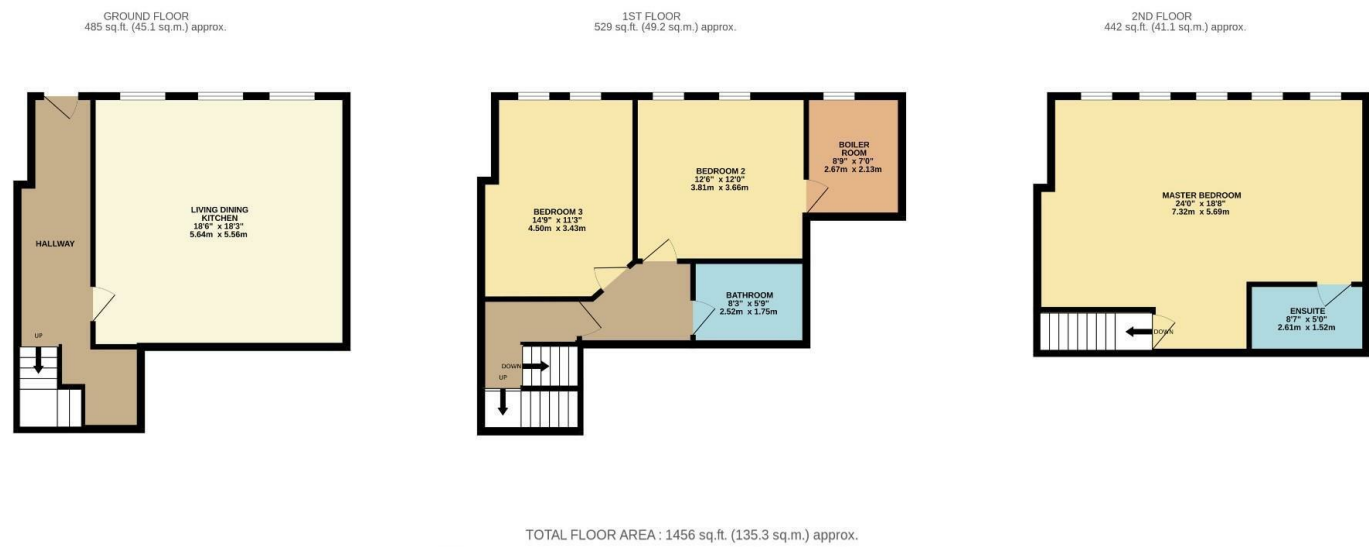 GROUND FLOOR
485 sq.ft. (45.1 sq.m.) approx.
HALLWAY
LIVING DINING
KITCHEN
18'6" x 18'3"
5.64m x 5.56m
UP
1ST FLOOR
529 sq.ft. (49.2 sq.m.) approx.
BEDROOM 3
14'9" x 11'3"
4.50m x 3.43m
BEDROOM 2
12'6" x 12'0"
3.81m x 3.66m
BOILER
ROOM
8'9" x 7'0"
2.67m x 2.13m
BATHROOM
8'3" x 5'9"
2.52m x 1.75m
DOWN
UP
2ND FLOOR
442 sq.ft. (41.1 sq.m.) approx.
MASTER BEDROOM
24'0" x 18'8"
7.32m x 5.69m
ENSUITE
8'7" x 5'0"
2.61m x 1.52m
DOWN
TOTAL FLOOR AREA : 1456 sq.ft. (135.3 sq.m.) approx.